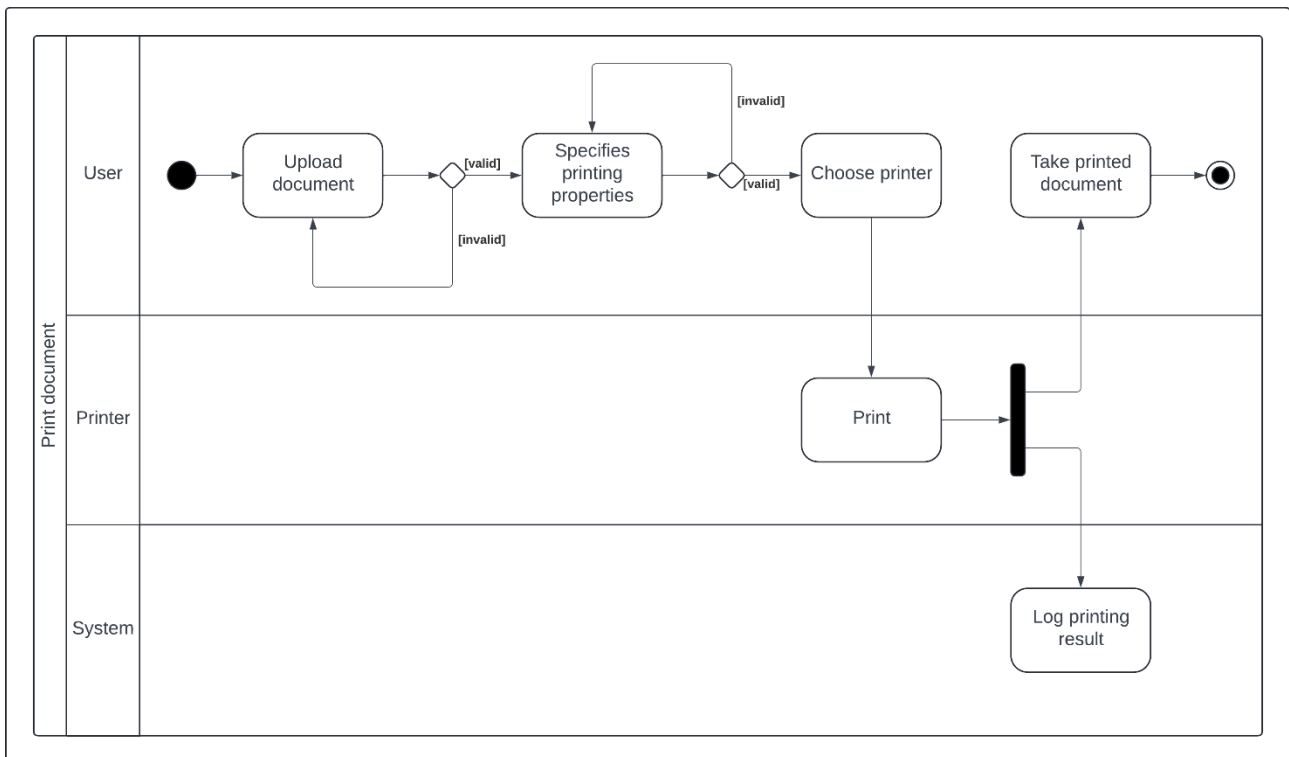 Print document
User
Upload
document
[valid]
[invalid]
Specifies
printing
properties
[invalid]
[valid]
Choose printer
Take printed
document
Printer
Print
System
Log printing
result